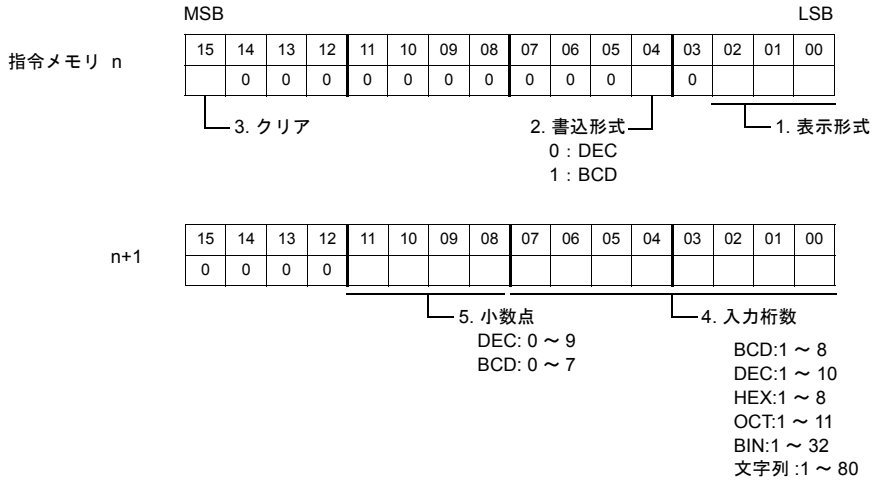 MSB LSB
指令メモリ n
15 14 13 12 11 10 09 08 07 06 05 04 03 02 01 00
0 0 0 0 0 0 0 0 0 0 0
3. クリア 2. 書込形式 1. 表示形式
0 : DEC
1 : BCD
n+1
15 14 13 12 11 10 09 08 07 06 05 04 03 02 01 00
0 0 0 0
5. 小数点 4. 入力桁数
DEC: 0 ~ 9
BCD: 0 ~ 7
BCD:1 ~ 8
DEC:1 ~ 10
HEX:1 ~ 8
OCT:1 ~ 11
BIN:1 ~ 32
文字列 :1 ~ 80